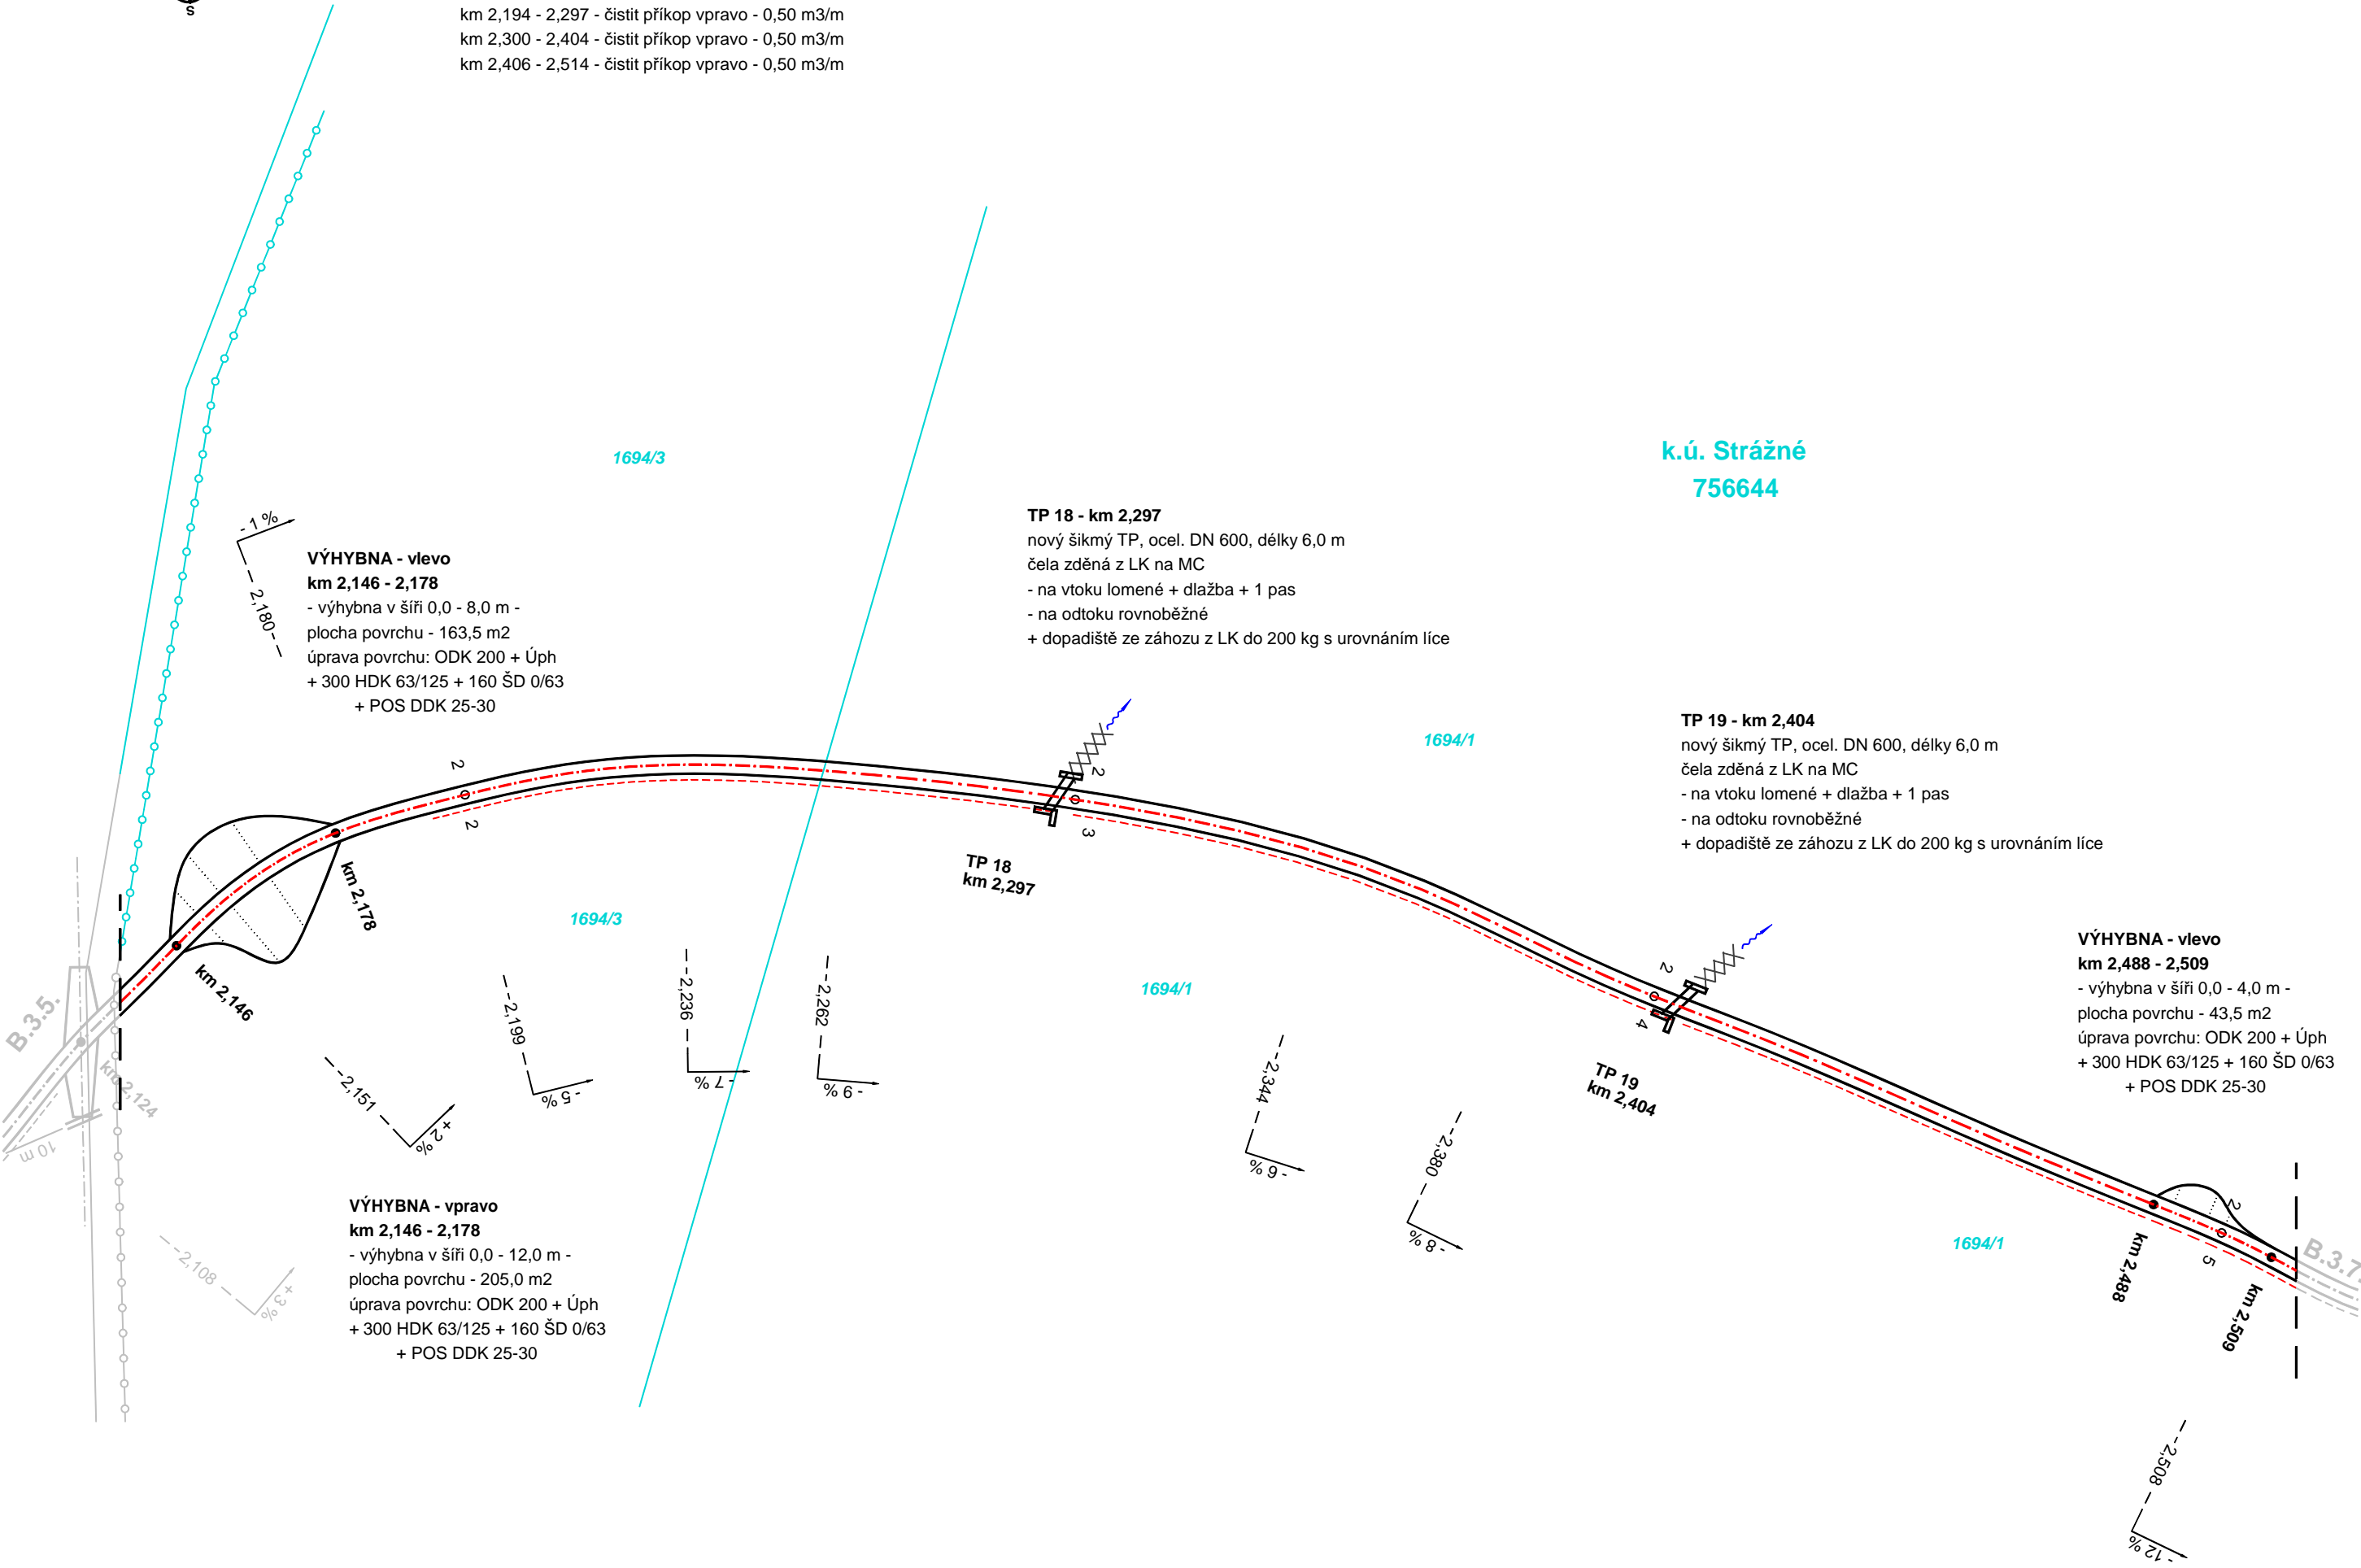 S
km 2,194 - 2,297 - čistit příkop vpravo - 0,50 m3/m
km 2,300 - 2,404 - čistit příkop vpravo - 0,50 m3/m
km 2,406 - 2,514 - čistit příkop vpravo - 0,50 m3/m
1694/3
k.ú. Strážné
756644
- 1 %
2,180
VÝHYBNA - vlevo
km 2,146 - 2,178
- výhybna v šíři 0,0 - 8,0 m -
plocha povrchu - 163,5 m2
úprava povrchu: ODK 200 + Úph
+ 300 HDK 63/125 + 160 ŠD 0/63
+ POS DDK 25-30
TP 18 - km 2,297
nový šikmý TP, ocel. DN 600, délky 6,0 m
čela zděná z LK na MC
- na vtoku lomené + dlažba + 1 pas
- na odtoku rovnoběžné
+ dopadiště ze záhozu z LK do 200 kg s urovnáním líce
1694/1
TP 19 - km 2,404
nový šikmý TP, ocel. DN 600, délky 6,0 m
čela zděná z LK na MC
- na vtoku lomené + dlažba + 1 pas
- na odtoku rovnoběžné
+ dopadiště ze záhozu z LK do 200 kg s urovnáním líce
2
2
2
3
km 2,178
TP 18
km 2,297
1694/3
km 2,146
B.3.5.
km 2,124
10 m
2,199
- 5 %
2,236
- 7 %
2,262
- 9 %
1694/1
2
4
TP 19
km 2,404
VÝHYBNA - vlevo
km 2,488 - 2,509
- výhybna v šíři 0,0 - 4,0 m -
plocha povrchu - 43,5 m2
úprava povrchu: ODK 200 + Úph
+ 300 HDK 63/125 + 160 ŠD 0/63
+ POS DDK 25-30
2,151
+ 2 %
2,344
- 6 %
2,380
- 8 %
2,108
+ 3 %
VÝHYBNA - vpravo
km 2,146 - 2,178
- výhybna v šíři 0,0 - 12,0 m -
plocha povrchu - 205,0 m2
úprava povrchu: ODK 200 + Úph
+ 300 HDK 63/125 + 160 ŠD 0/63
+ POS DDK 25-30
1694/1
2
5
km 2,488
km 2,509
B.3.7.
2,508
- 12 %